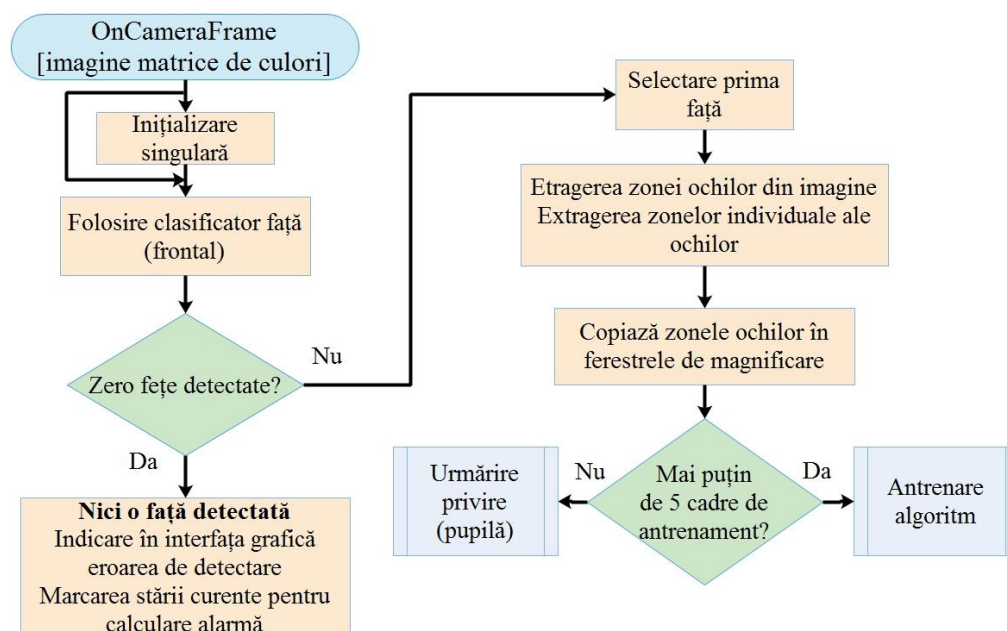 OnCameraFrame
[imagine matrice de culori]
Inițializare
singulară
Folosire clasificator față
(frontal)
Zero fețe detectate?
Nu
Da
Nici o față detectată
Indicare în interfața grafică
eroarea de detectare
Marcarea stării curente pentru
calculare alarmă
Selectare prima
față
Etragerea zonei ochilor din imagine
Extragerea zonelor individuale ale
ochilor
Copiază zonele ochilor în
ferestrele de magnificare
Mai puțin
de 5 cadre de
antrenament?
Nu
Urmărire
privire
(pupilă)
Da
Antrenare
algoritm